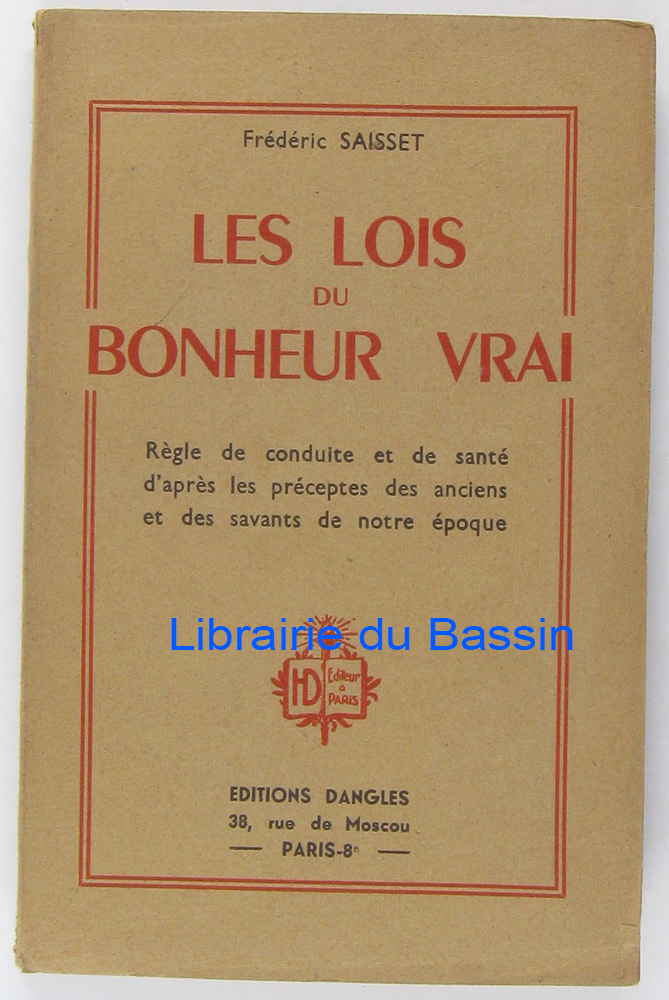 Frédéric SAISSET
LES LOIS
DU
BONHEUR VRAI
Règle de conduite et de santé
d'après les préceptes des anciens
et des savants de notre époque
Librairie du Bassin
HD
Editeur
à
PARIS
EDITIONS DANGLES
38, rue de Moscou
— PARIS-8e —